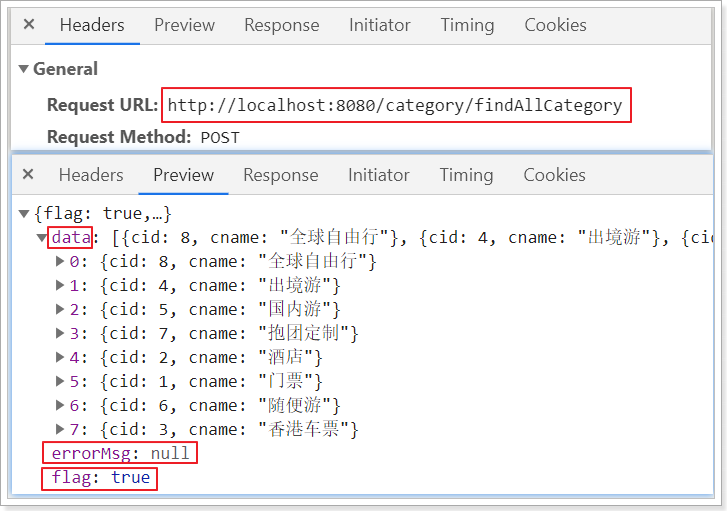 × Headers Preview Response Initiator Timing Cookies
▼General
Request URL: http://localhost:8080/category/findAllCategory
Request Method: POST
× Headers Preview Response Initiator Timing Cookies
▼{flag: true,…}
▼data: [{cid: 8, cname: "全球自由行"}, {cid: 4, cname: "出境游"}, {cid
▶0: {cid: 8, cname: "全球自由行"}
▶1: {cid: 4, cname: "出境游"}
▶2: {cid: 5, cname: "国内游"}
▶3: {cid: 7, cname: "抱团定制"}
▶4: {cid: 2, cname: "酒店"}
▶5: {cid: 1, cname: "门票"}
▶6: {cid: 6, cname: "随便游"}
▶7: {cid: 3, cname: "香港车票"}
errorMsg: null
flag: true